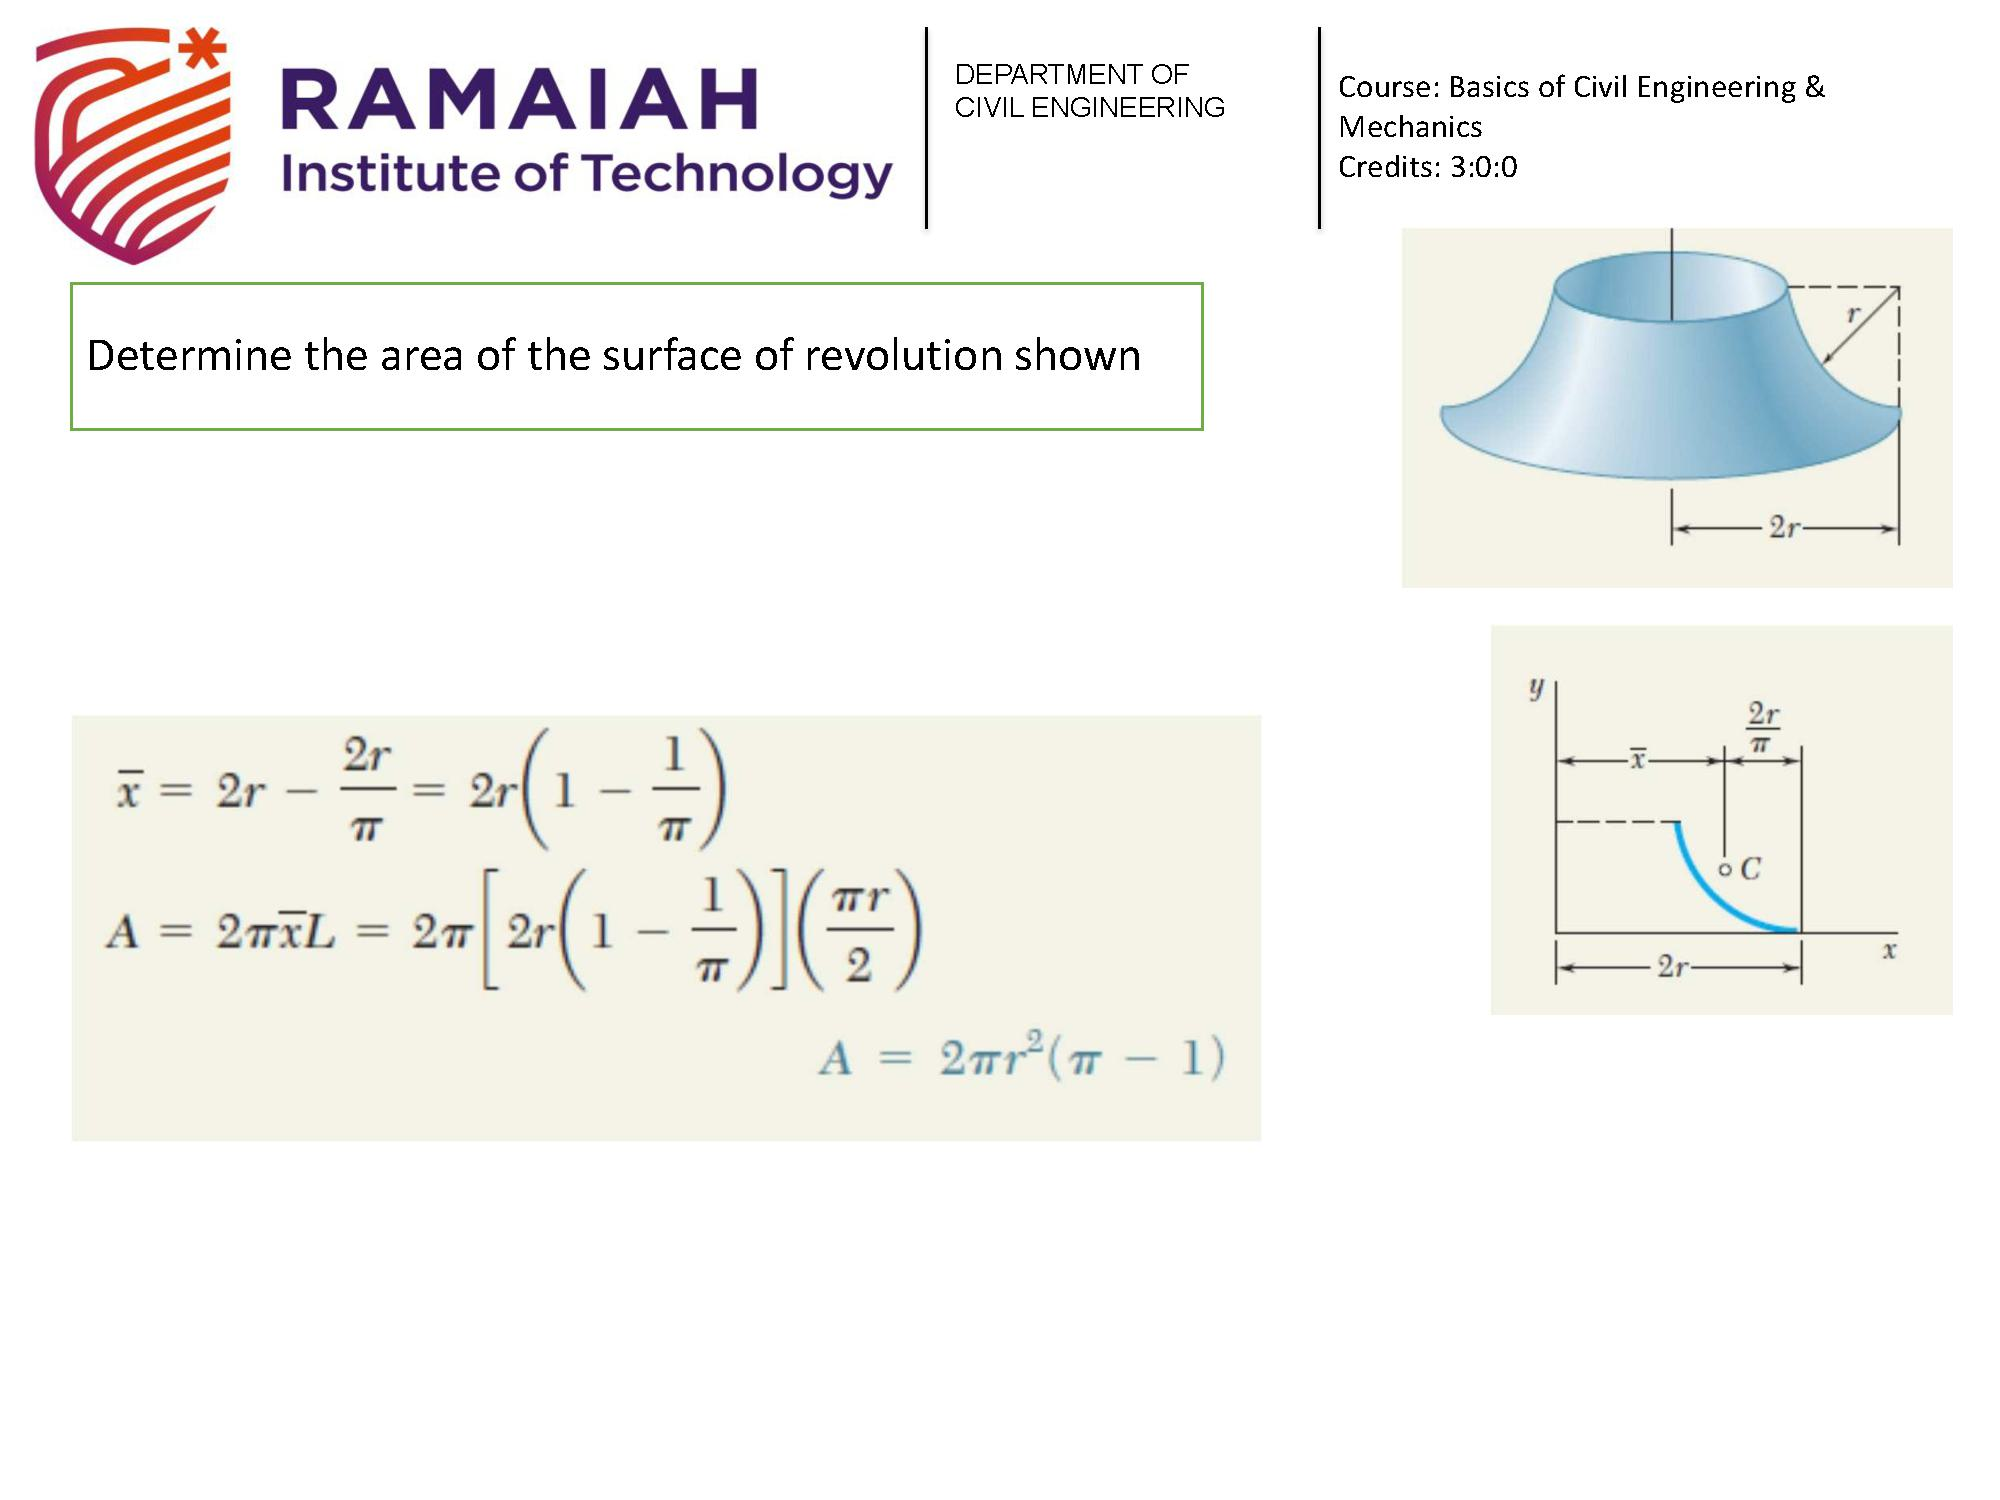 RAMAIAH
Institute of Technology
DEPARTMENT OF
CIVIL ENGINEERING
Course: Basics of Civil Engineering &
Mechanics
Credits: 3:0:0
Determine the area of the surface of revolution shown
r
2r
y
2r/π
x̄
C
x
2r
x̄ = 2r − 2r/π = 2r(1 − 1/π)
A = 2πx̄L = 2π[2r(1 − 1/π)](πr/2)
A = 2πr²(π − 1)